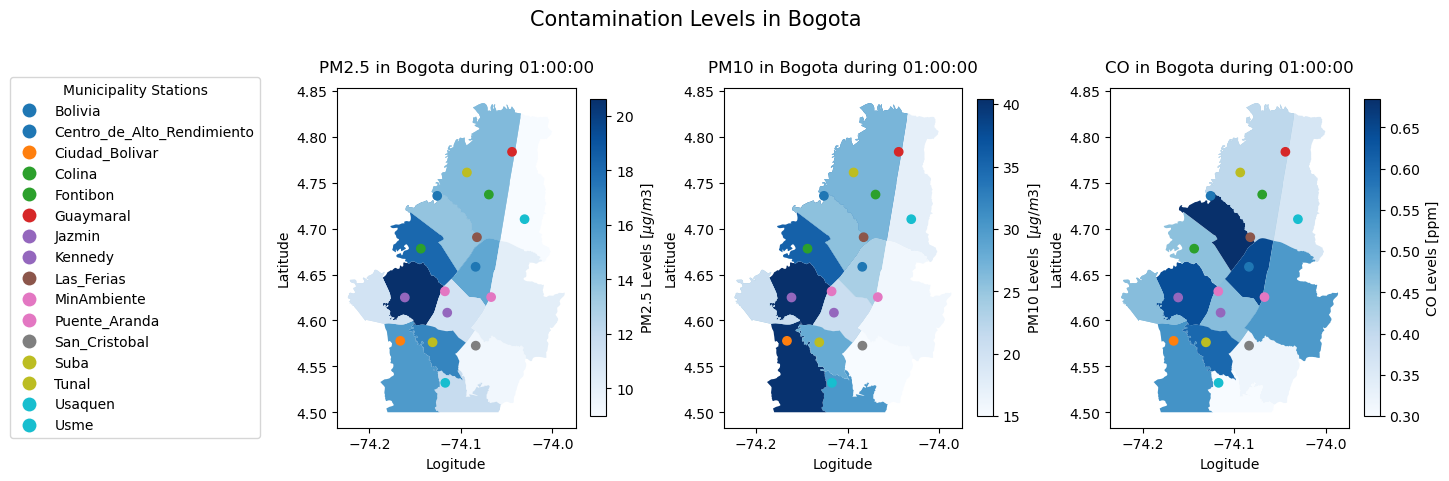 Contamination Levels in Bogota
Municipality Stations
Bolivia
Centro_de_Alto_Rendimiento
Ciudad_Bolivar
Colina
Fontibon
Guaymaral
Jazmin
Kennedy
Las_Ferias
MinAmbiente
Puente_Aranda
San_Cristobal
Suba
Tunal
Usaquen
Usme
PM2.5 in Bogota during 01:00:00
4.85
4.80
4.75
4.70
4.65
4.60
4.55
4.50
Latitude
−74.2
−74.1
−74.0
Logitude
20
18
16
14
12
10
PM2.5 Levels [μg/m3]
PM10 in Bogota during 01:00:00
4.85
4.80
4.75
4.70
4.65
4.60
4.55
4.50
Latitude
−74.2
−74.1
−74.0
Logitude
40
35
30
25
20
15
PM10 Levels [μg/m3]
CO in Bogota during 01:00:00
4.85
4.80
4.75
4.70
4.65
4.60
4.55
4.50
Latitude
−74.2
−74.1
−74.0
Logitude
0.65
0.60
0.55
0.50
0.45
0.40
0.35
0.30
CO Levels [ppm]